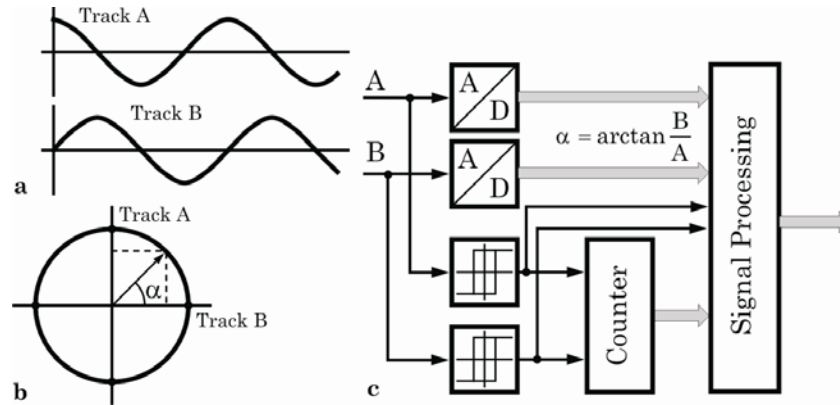 Track A
Track B
a
Track A
α
Track B
b
A
B
A
D
A
D
α = arctan B/A
Counter
Signal Processing
c